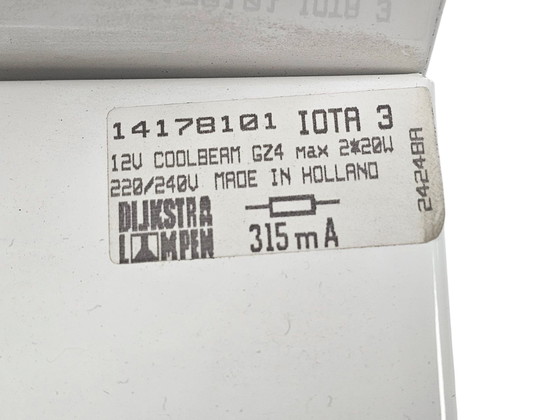 14178101 IOTA 3
12V COOLBEAM GZ4 max 2*20W
220/240V MADE IN HOLLAND
DIJKSTRA
LAMPEN
315mA
24248A